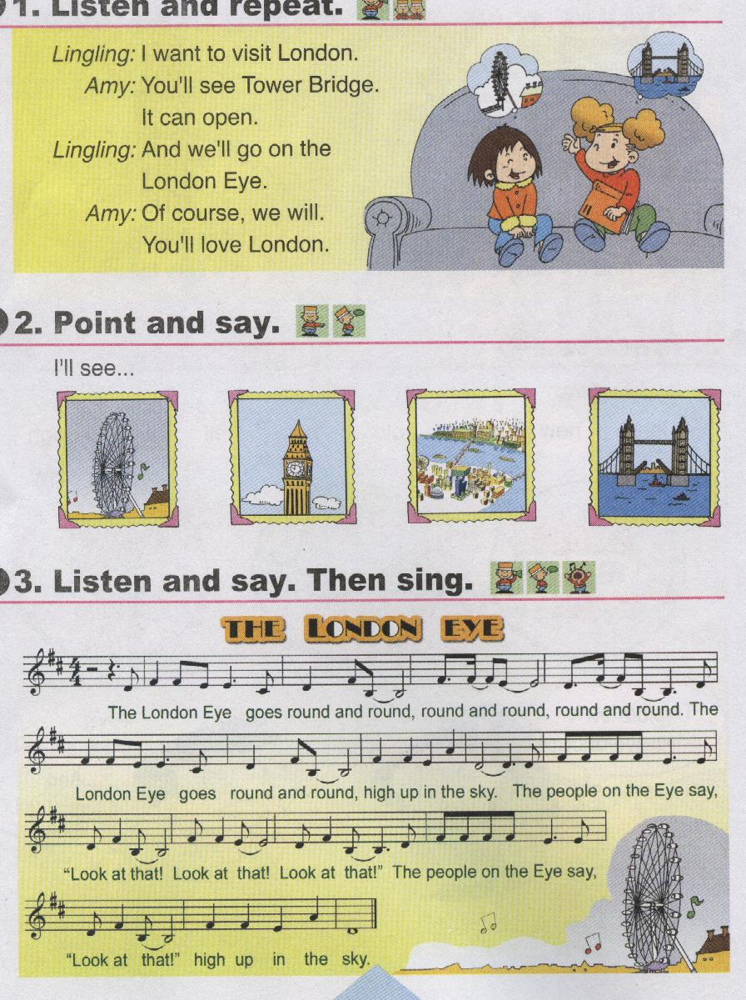 1. Listen and repeat.
Lingling: I want to visit London.
Amy: You'll see Tower Bridge.
It can open.
Lingling: And we'll go on the
London Eye.
Amy: Of course, we will.
You'll love London.
2. Point and say.
I'll see...
3. Listen and say. Then sing.
THE LONDON EYE
4
4
The London Eye goes round and round, round and round, round and round. The
London Eye goes round and round, high up in the sky. The people on the Eye say,
“Look at that! Look at that! Look at that!” The people on the Eye say,
“Look at that!” high up in the sky.